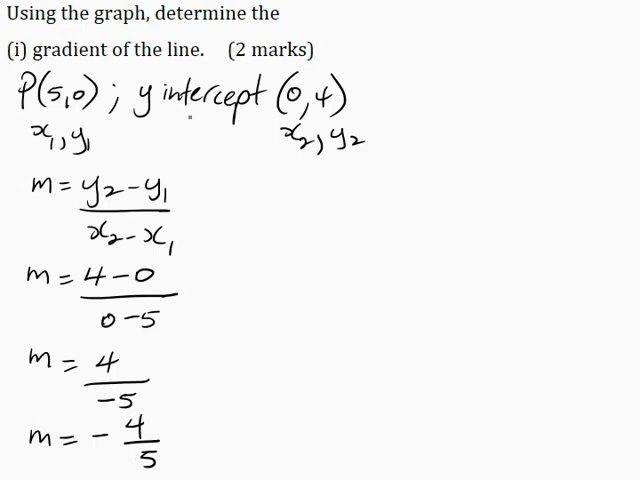 Using the graph, determine the
(i) gradient of the line. (2 marks)
P(5,0) ; y intercept (0,4)
x₁,y₁ x₂,y₂
m = y₂-y₁
x₂-x₁
m = 4-0
0-5
m = 4
-5
m = - 4
5